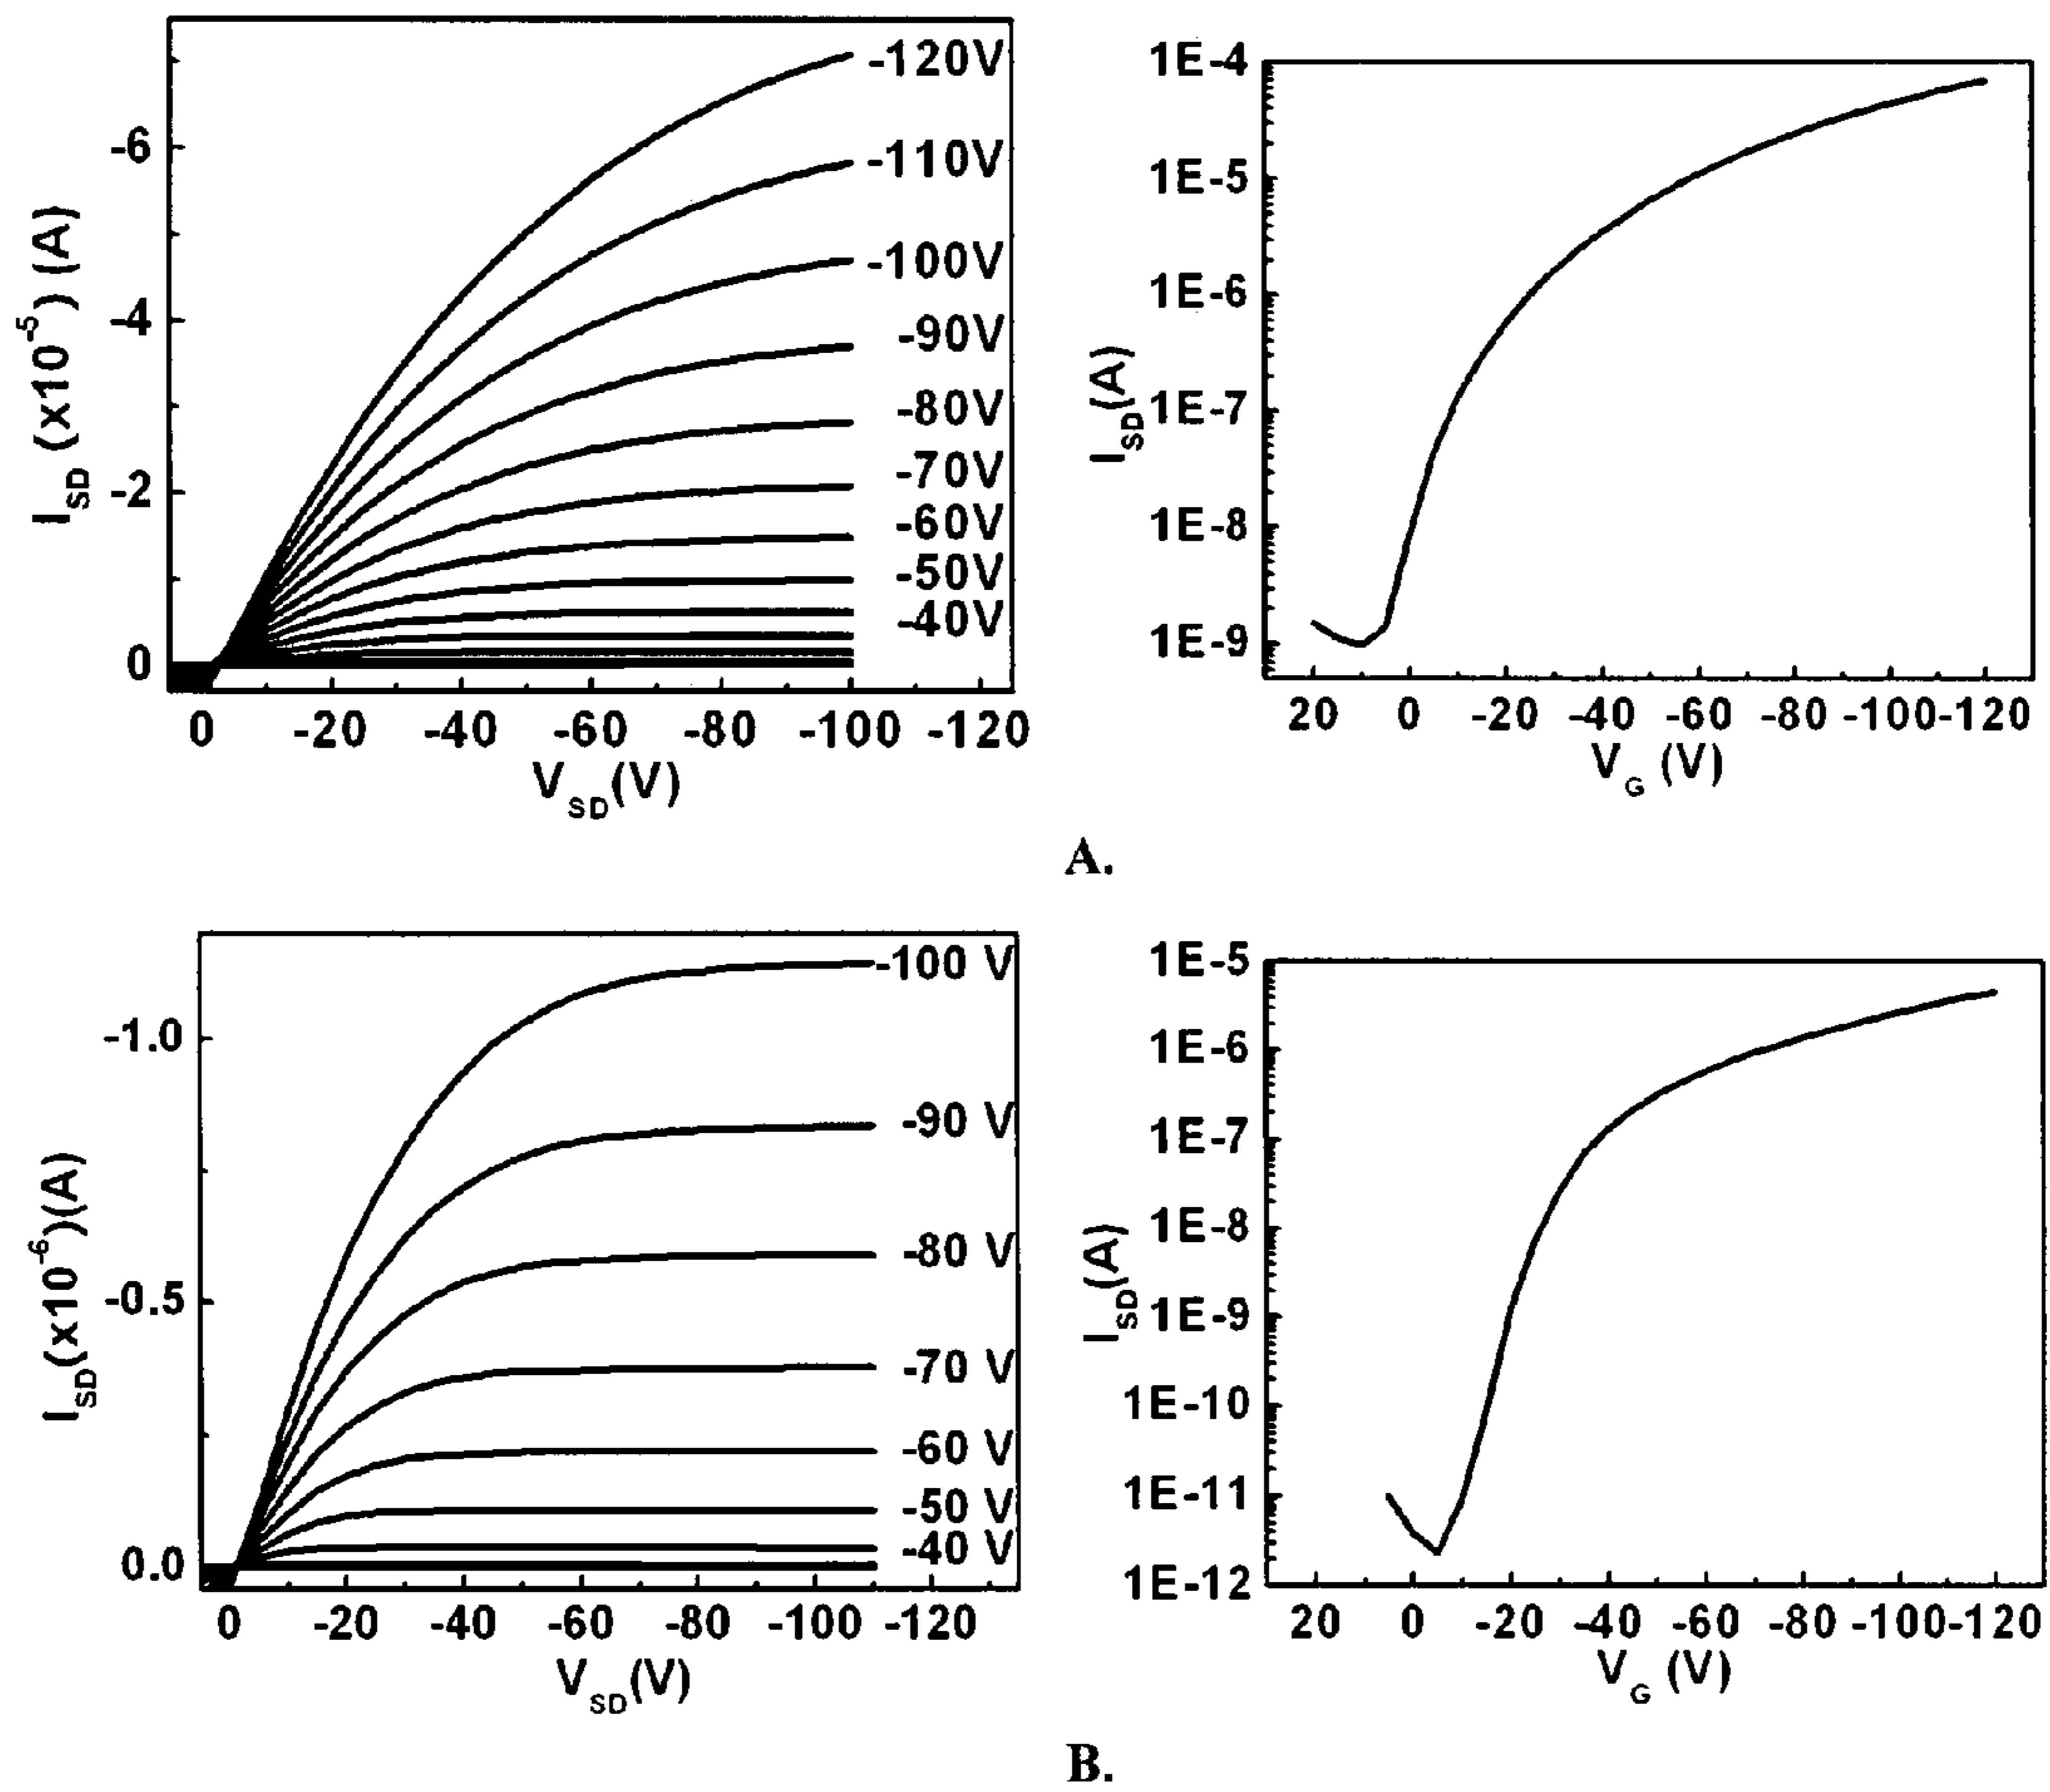 -120V
-110V
-100V
-90V
-80V
-70V
-60V
-50V
-40V
-6
-4
-2
0
I_SD (x10^-5) (A)
0 -20 -40 -60 -80 -100 -120
V_SD (V)
1E-4
1E-5
1E-6
1E-7
1E-8
1E-9
I_SD (A)
20 0 -20 -40 -60 -80 -100 -120
V_G (V)
A.
-100 V
-90 V
-80 V
-70 V
-60 V
-50 V
-40 V
-1.0
-0.5
0.0
I_SD (x10^-6)(A)
0 -20 -40 -60 -80 -100 -120
V_SD (V)
1E-5
1E-6
1E-7
1E-8
1E-9
1E-10
1E-11
1E-12
I_SD (A)
20 0 -20 -40 -60 -80 -100 -120
V_G (V)
B.